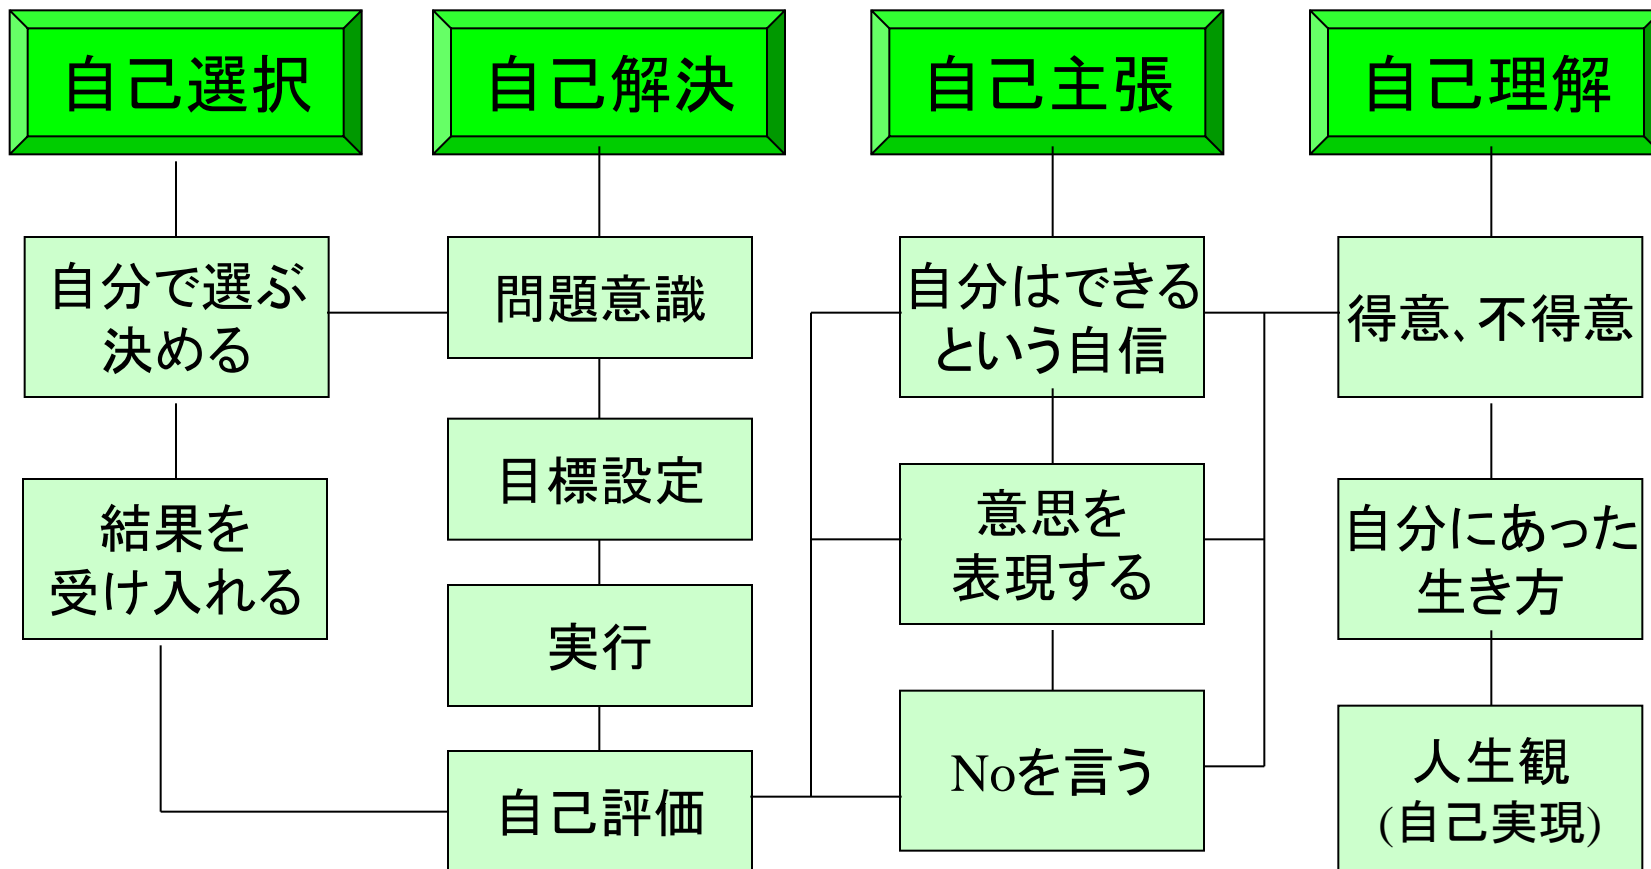 自己選択
自己解決
自己主張
自己理解
自分で選ぶ
決める
問題意識
自分はできる
という自信
得意、不得意
目標設定
結果を
受け入れる
意思を
表現する
自分にあった
生き方
実行
Noを言う
自己評価
人生観
(自己実現)